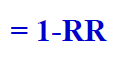 = 1-RR